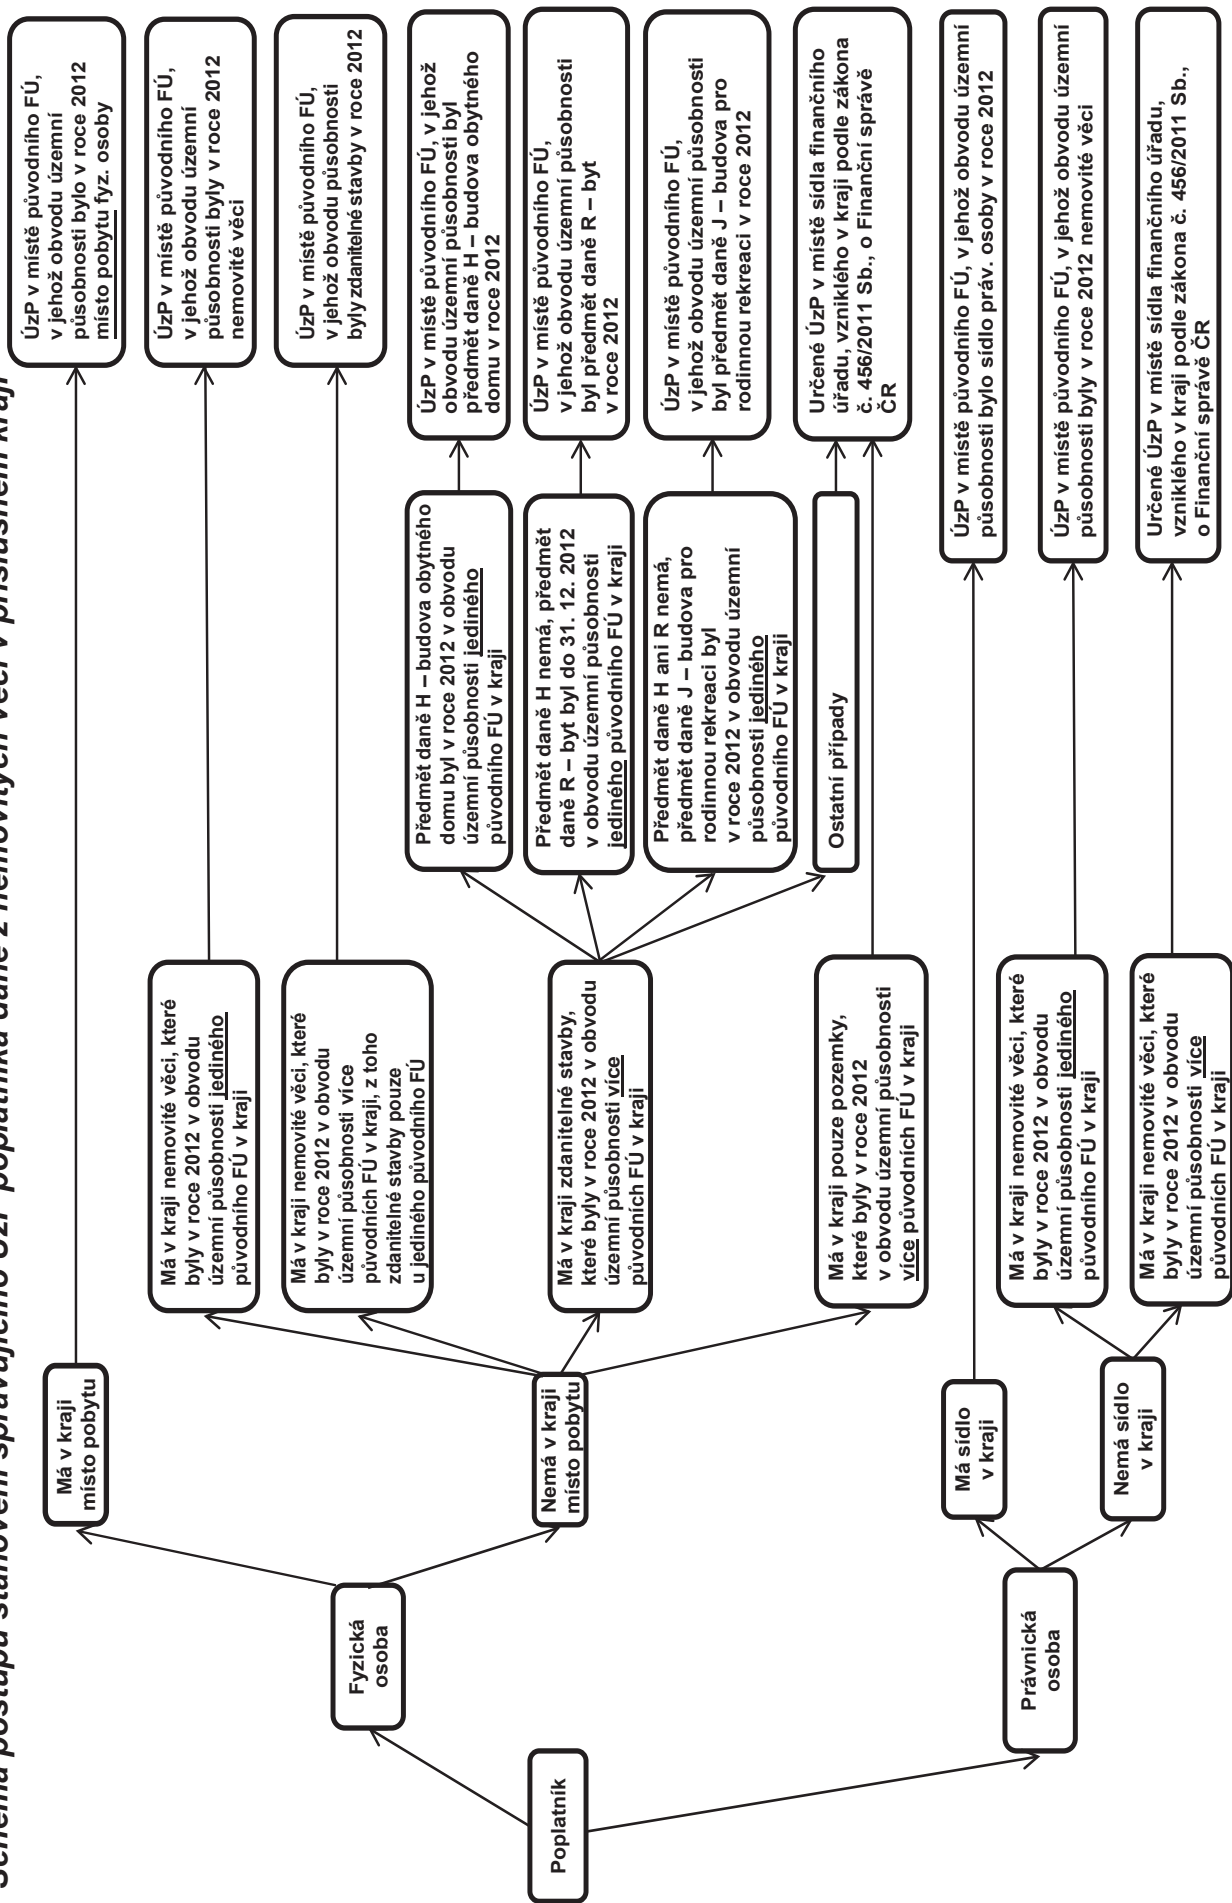 Schéma postupu stanovení spravujícího ÚzP poplatníka daně z nemovitých věcí v příslušném kraji
Poplatník
Fyzická
osoba
Právnická
osoba
Má v kraji
místo pobytu
Nemá v kraji
místo pobytu
Má sídlo
v kraji
Nemá sídlo
v kraji
Má v kraji nemovité věci, které
byly v roce 2012 v obvodu
územní působnosti jediného
původního FÚ v kraji
Má v kraji nemovité věci, které
byly v roce 2012 v obvodu
územní působnosti více
původních FÚ v kraji, z toho
zdanitelné stavby pouze
u jediného původního FÚ
Má v kraji zdanitelné stavby,
které byly v roce 2012 v obvodu
územní působnosti více
původních FÚ v kraji
Má v kraji pouze pozemky,
které byly v roce 2012
v obvodu územní působnosti
více původních FÚ v kraji
Má v kraji nemovité věci, které
byly v roce 2012 v obvodu
územní působnosti jediného
původního FÚ v kraji
Má v kraji nemovité věci, které
byly v roce 2012 v obvodu
územní působnosti více
původních FÚ v kraji
Předmět daně H – budova obytného
domu byl v roce 2012 v obvodu
územní působnosti jediného
původního FÚ v kraji
Předmět daně H nemá, předmět
daně R – byt byl do 31. 12. 2012
v obvodu územní působnosti
jediného původního FÚ v kraji
Předmět daně H ani R nemá,
předmět daně J – budova pro
rodinnou rekreaci byl
v roce 2012 v obvodu územní
působnosti jediného
původního FÚ v kraji
Ostatní případy
ÚzP v místě původního FÚ,
v jehož obvodu územní
působnosti bylo v roce 2012
místo pobytu fyz. osoby
ÚzP v místě původního FÚ,
v jehož obvodu územní
působnosti byly v roce 2012
nemovité věci
ÚzP v místě původního FÚ,
v jehož obvodu působnosti
byly zdanitelné stavby v roce 2012
ÚzP v místě původního FÚ, v jehož
obvodu územní působnosti byl
předmět daně H – budova obytného
domu v roce 2012
ÚzP v místě původního FÚ,
v jehož obvodu územní působnosti
byl předmět daně R – byt
v roce 2012
ÚzP v místě původního FÚ,
v jehož obvodu územní působnosti
byl předmět daně J – budova pro
rodinnou rekreaci v roce 2012
Určené ÚzP v místě sídla finančního
úřadu, vzniklého v kraji podle zákona
č. 456/2011 Sb., o Finanční správě
ČR
ÚzP v místě původního FÚ, v jehož obvodu územní
působnosti bylo sídlo práv. osoby v roce 2012
ÚzP v místě původního FÚ, v jehož obvodu územní
působnosti byly v roce 2012 nemovité věci
Určené ÚzP v místě sídla finančního úřadu,
vzniklého v kraji podle zákona č. 456/2011 Sb.,
o Finanční správě ČR